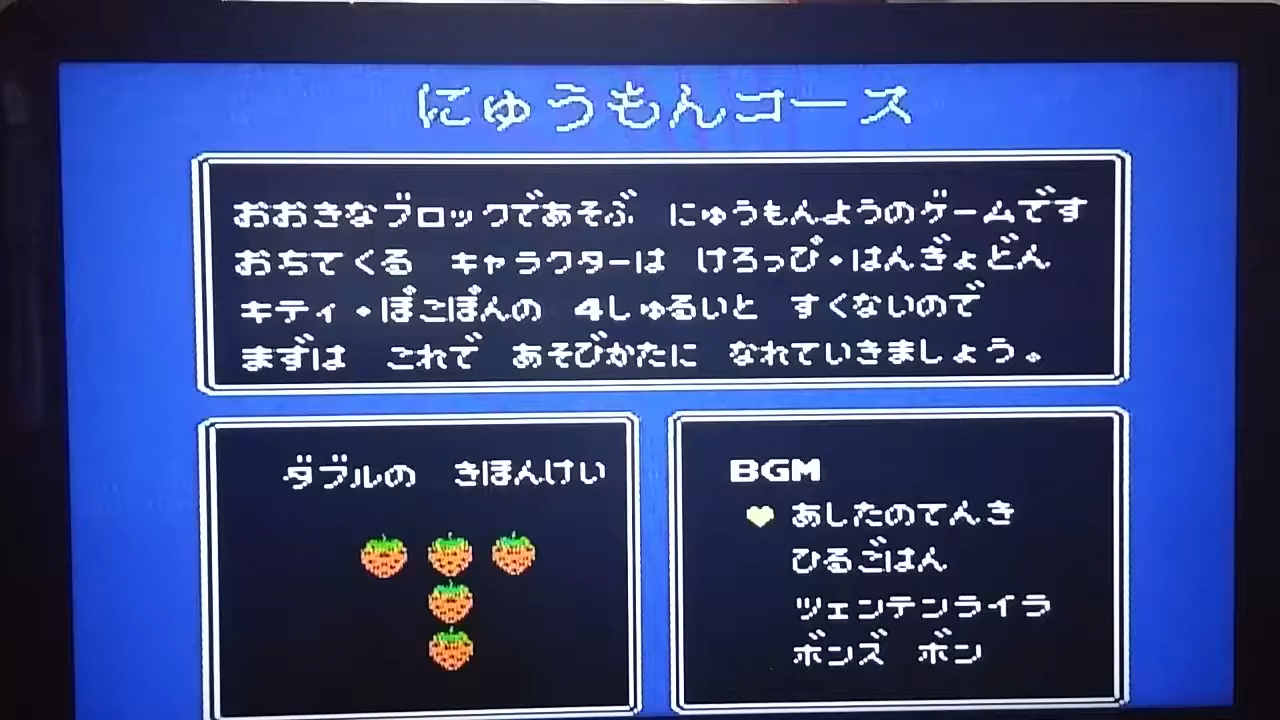 にゅうもんコース
おおきなブロックであそぶ　にゅうもんようのゲームです
おちてくる　キャラクターは　けろっぴ・はんぎょどん
キティ・ぽこぽんの　4しゅるいと　すくないので
まずは　これで　あそびかたに　なれていきましょう。
ダブルの　きほんけい
BGM
あしたのてんき
ひるごはん
ツェンテンライラ
ボンズ　ボン